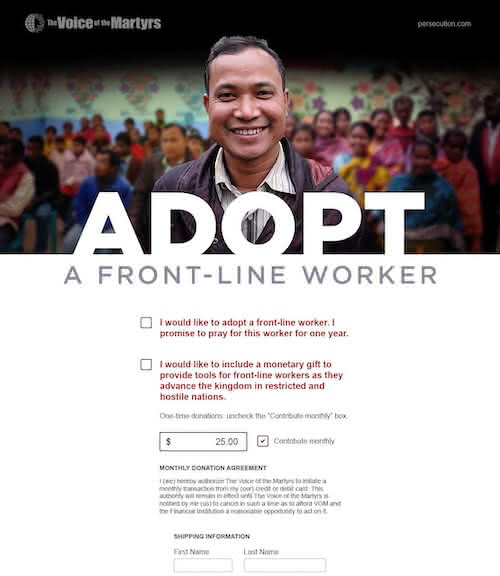 The Voice of the Martyrs
persecution.com
ADOPT
A FRONT-LINE WORKER
I would like to adopt a front-line worker. I
promise to pray for this worker for one year.
I would like to include a monetary gift to
provide tools for front-line workers as they
advance the kingdom in restricted and
hostile nations.
One-time donations: uncheck the "Contribute monthly" box.
$ 25.00 Contribute monthly
MONTHLY DONATION AGREEMENT
I (we) hereby authorize The Voice of the Martyrs to initiate a
monthly transaction from my (our) credit or debit card. This
authority will remain in effect until The Voice of the Martyrs is
notified by me (us) to cancel in such a time as to afford VOM and
the Financial Institution a reasonable opportunity to act on it.
SHIPPING INFORMATION
First Name Last Name